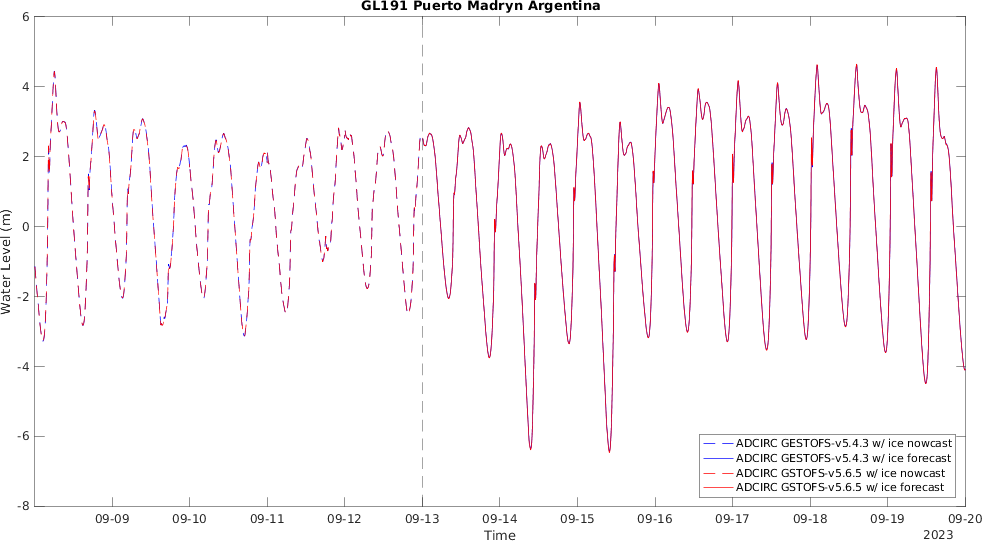 GL191 Puerto Madryn Argentina
6
4
2
0
-2
-4
-6
-8
Water Level (m)
ADCIRC GESTOFS-v5.4.3 w/ ice nowcast
ADCIRC GESTOFS-v5.4.3 w/ ice forecast
ADCIRC GSTOFS-v5.6.5 w/ ice nowcast
ADCIRC GSTOFS-v5.6.5 w/ ice forecast
09-09 09-10 09-11 09-12 09-13 09-14 09-15 09-16 09-17 09-18 09-19 09-20
Time
2023